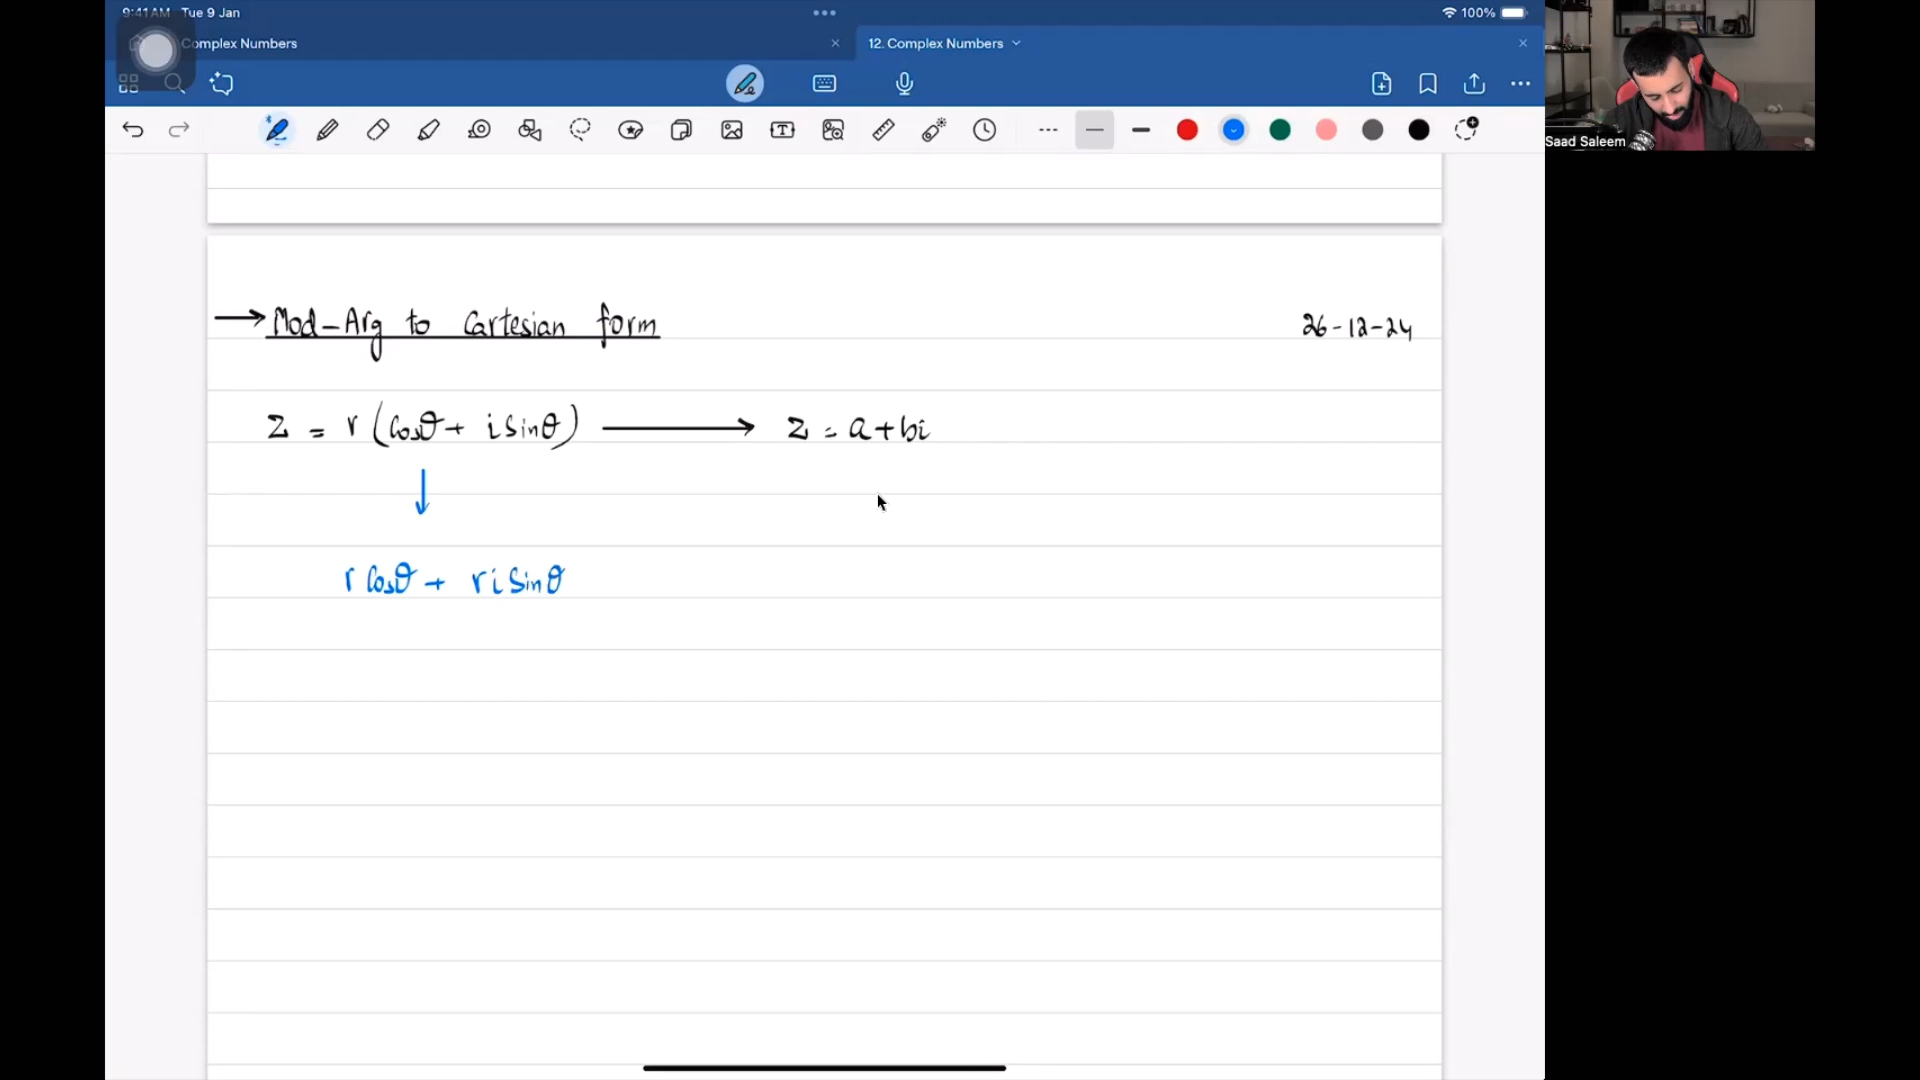 9:41 AM Tue 9 Jan
100%
Complex Numbers
12. Complex Numbers
Saad Saleem
→ Mod-Arg to Cartesian form
26-12-24
z = r (Cosθ + i Sinθ) → z = a+bi
↓
r Cosθ + r i Sinθ